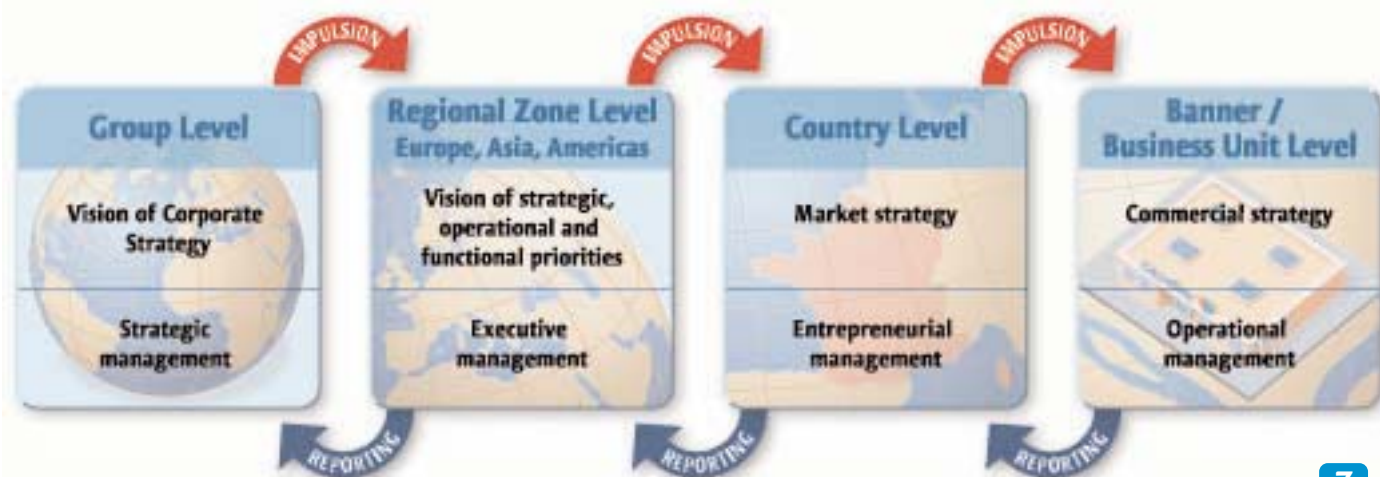 IMPULSION
IMPULSION
IMPULSION
Group Level
Vision of Corporate
Strategy
Strategic
management
Regional Zone Level
Europe, Asia, Americas
Vision of strategic,
operational and
functional priorities
Executive
management
Country Level
Market strategy
Entrepreneurial
management
Banner /
Business Unit Level
Commercial strategy
Operational
management
REPORTING
REPORTING
REPORTING
7